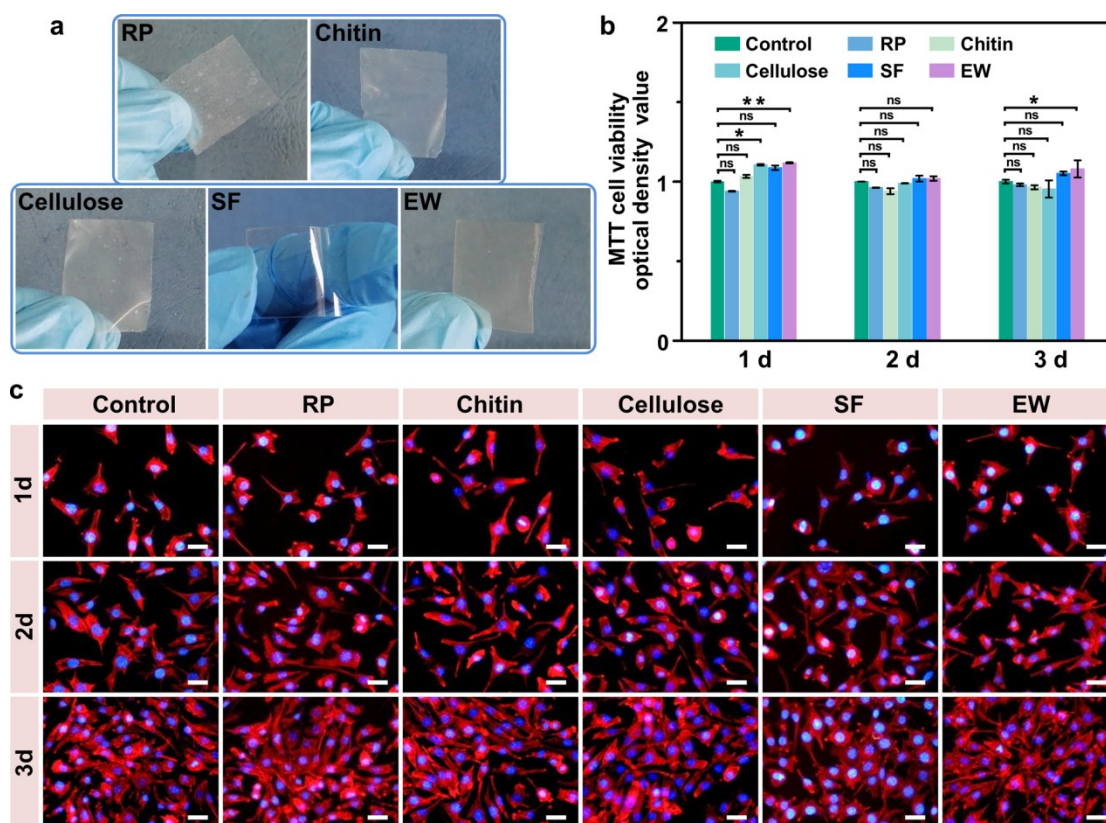 a
RP
Chitin
Cellulose
SF
EW
b
2
Control
RP
Chitin
Cellulose
SF
EW
MTT cell viability
optical density value
1
0
**
ns
*
ns
ns
ns
ns
ns
ns
ns
*
ns
ns
ns
ns
1 d
2 d
3 d
c
Control
RP
Chitin
Cellulose
SF
EW
1d
2d
3d